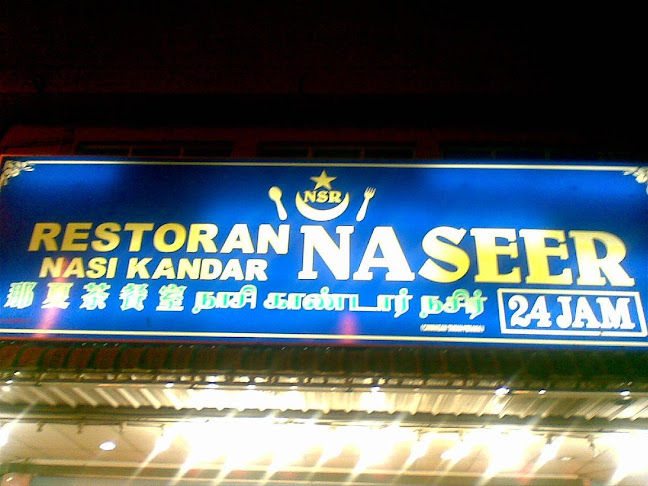 NSR
RESTORAN NASEER
NASI KANDAR
那夏茶餐室 நாசி காண்டார் நசீர்
24 JAM